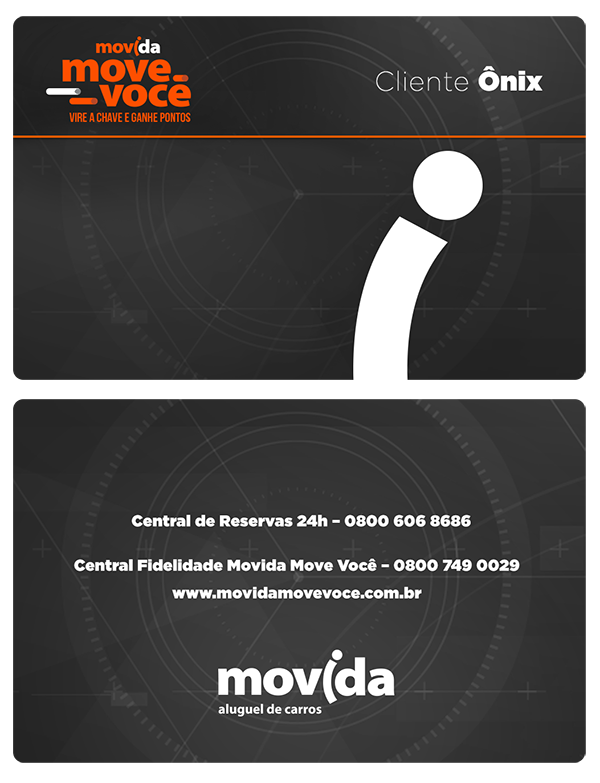 movida
move
você
VIRE A CHAVE E GANHE PONTOS
Cliente Ônix
Central de Reservas 24h – 0800 606 8686
Central Fidelidade Movida Move Você – 0800 749 0029
www.movidamovevoce.com.br
movida
aluguel de carros